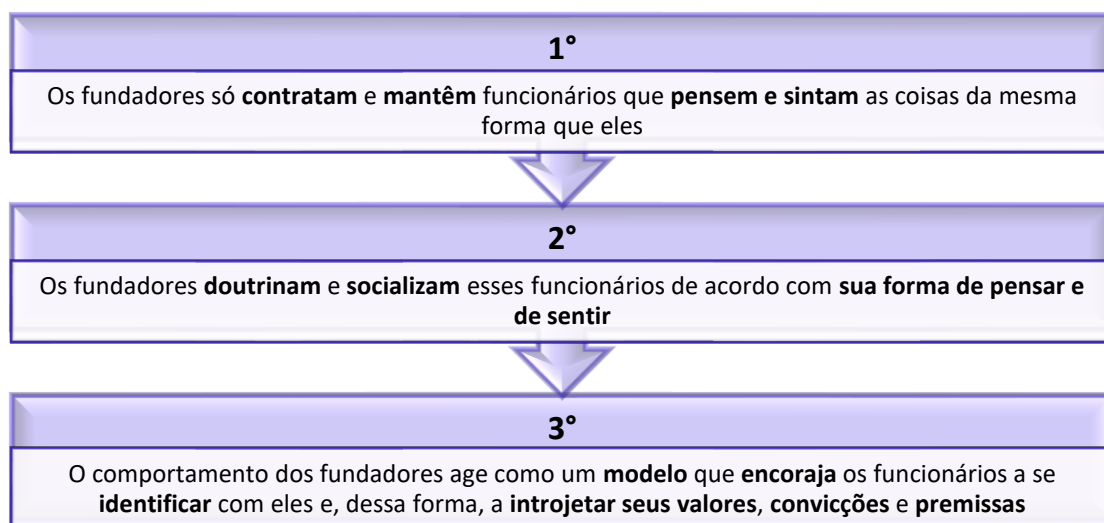 1°
Os fundadores só contratam e mantêm funcionários que pensem e sintam as coisas da mesma
forma que eles
2°
Os fundadores doutrinam e socializam esses funcionários de acordo com sua forma de pensar e
de sentir
3°
O comportamento dos fundadores age como um modelo que encoraja os funcionários a se
identificar com eles e, dessa forma, a introjetar seus valores, convicções e premissas